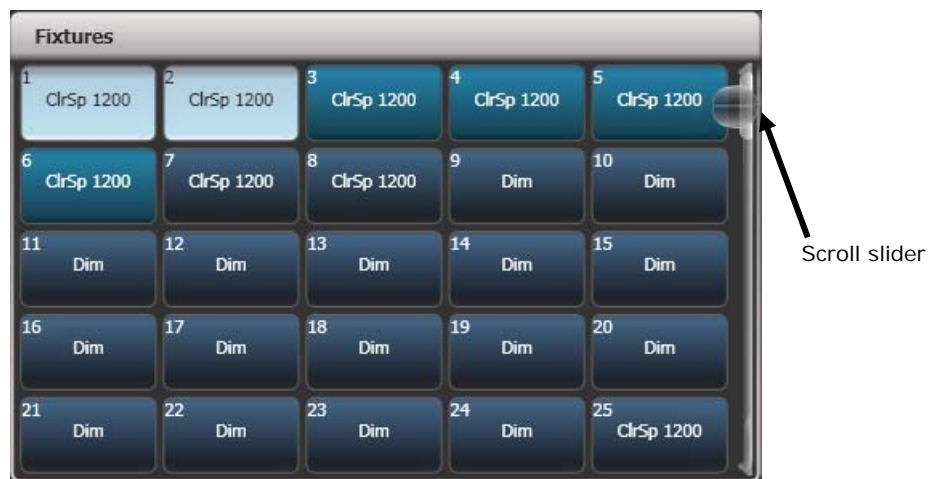 Fixtures
1 ClrSp 1200
2 ClrSp 1200
3 ClrSp 1200
4 ClrSp 1200
5 ClrSp 1200
6 ClrSp 1200
7 ClrSp 1200
8 ClrSp 1200
9 Dim
10 Dim
11 Dim
12 Dim
13 Dim
14 Dim
15 Dim
Scroll slider
16 Dim
17 Dim
18 Dim
19 Dim
20 Dim
21 Dim
22 Dim
23 Dim
24 Dim
25 ClrSp 1200